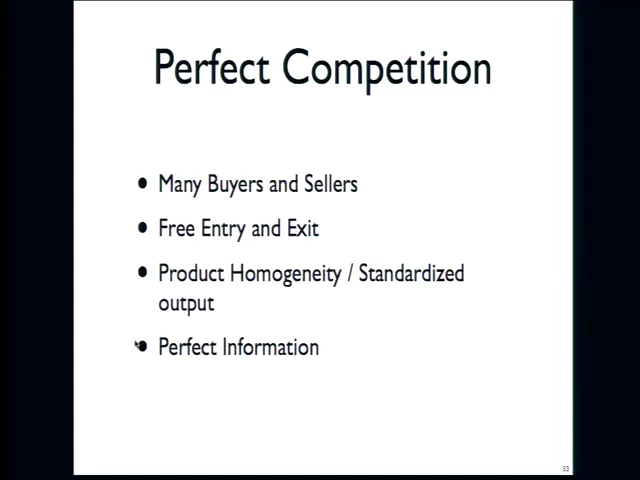 Perfect Competition
• Many Buyers and Sellers
• Free Entry and Exit
• Product Homogeneity / Standardized
output
• Perfect Information
33